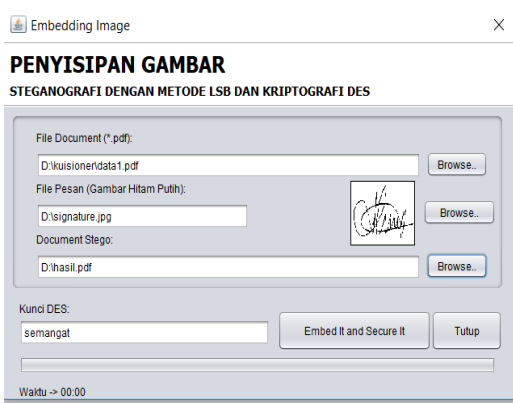 Embedding Image
PENYISIPAN GAMBAR
STEGANOGRAFI DENGAN METODE LSB DAN KRIPTOGRAFI DES
File Document (*.pdf):
D:\kuisioner\data1.pdf Browse..
File Pesan (Gambar Hitam Putih):
D:\signature.jpg Browse..
Document Stego:
D:\hasil.pdf Browse..
Kunci DES:
semangat Embed It and Secure It Tutup
Waktu -> 00:00